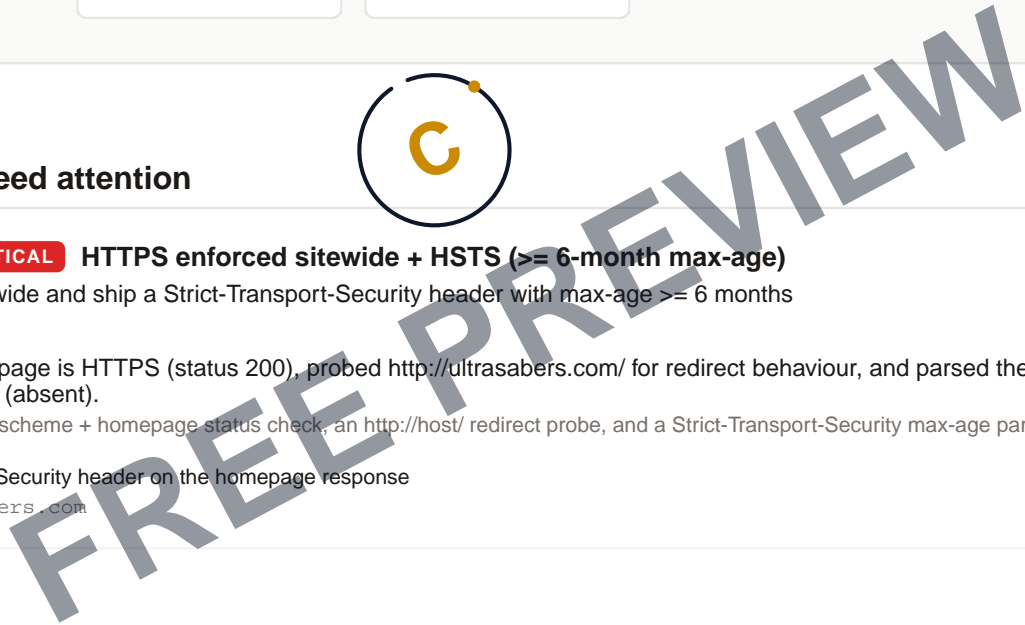 C
eed attention
TICAL HTTPS enforced sitewide + HSTS (>= 6-month max-age)
wide and ship a Strict-Transport-Security header with max-age >= 6 months
page is HTTPS (status 200), probed http://ultrasabers.com/ for redirect behaviour, and parsed the
(absent).
scheme + homepage status check, an http://host/ redirect probe, and a Strict-Transport-Security max-age par
Security header on the homepage response
ers.com
FREE PREVIEW